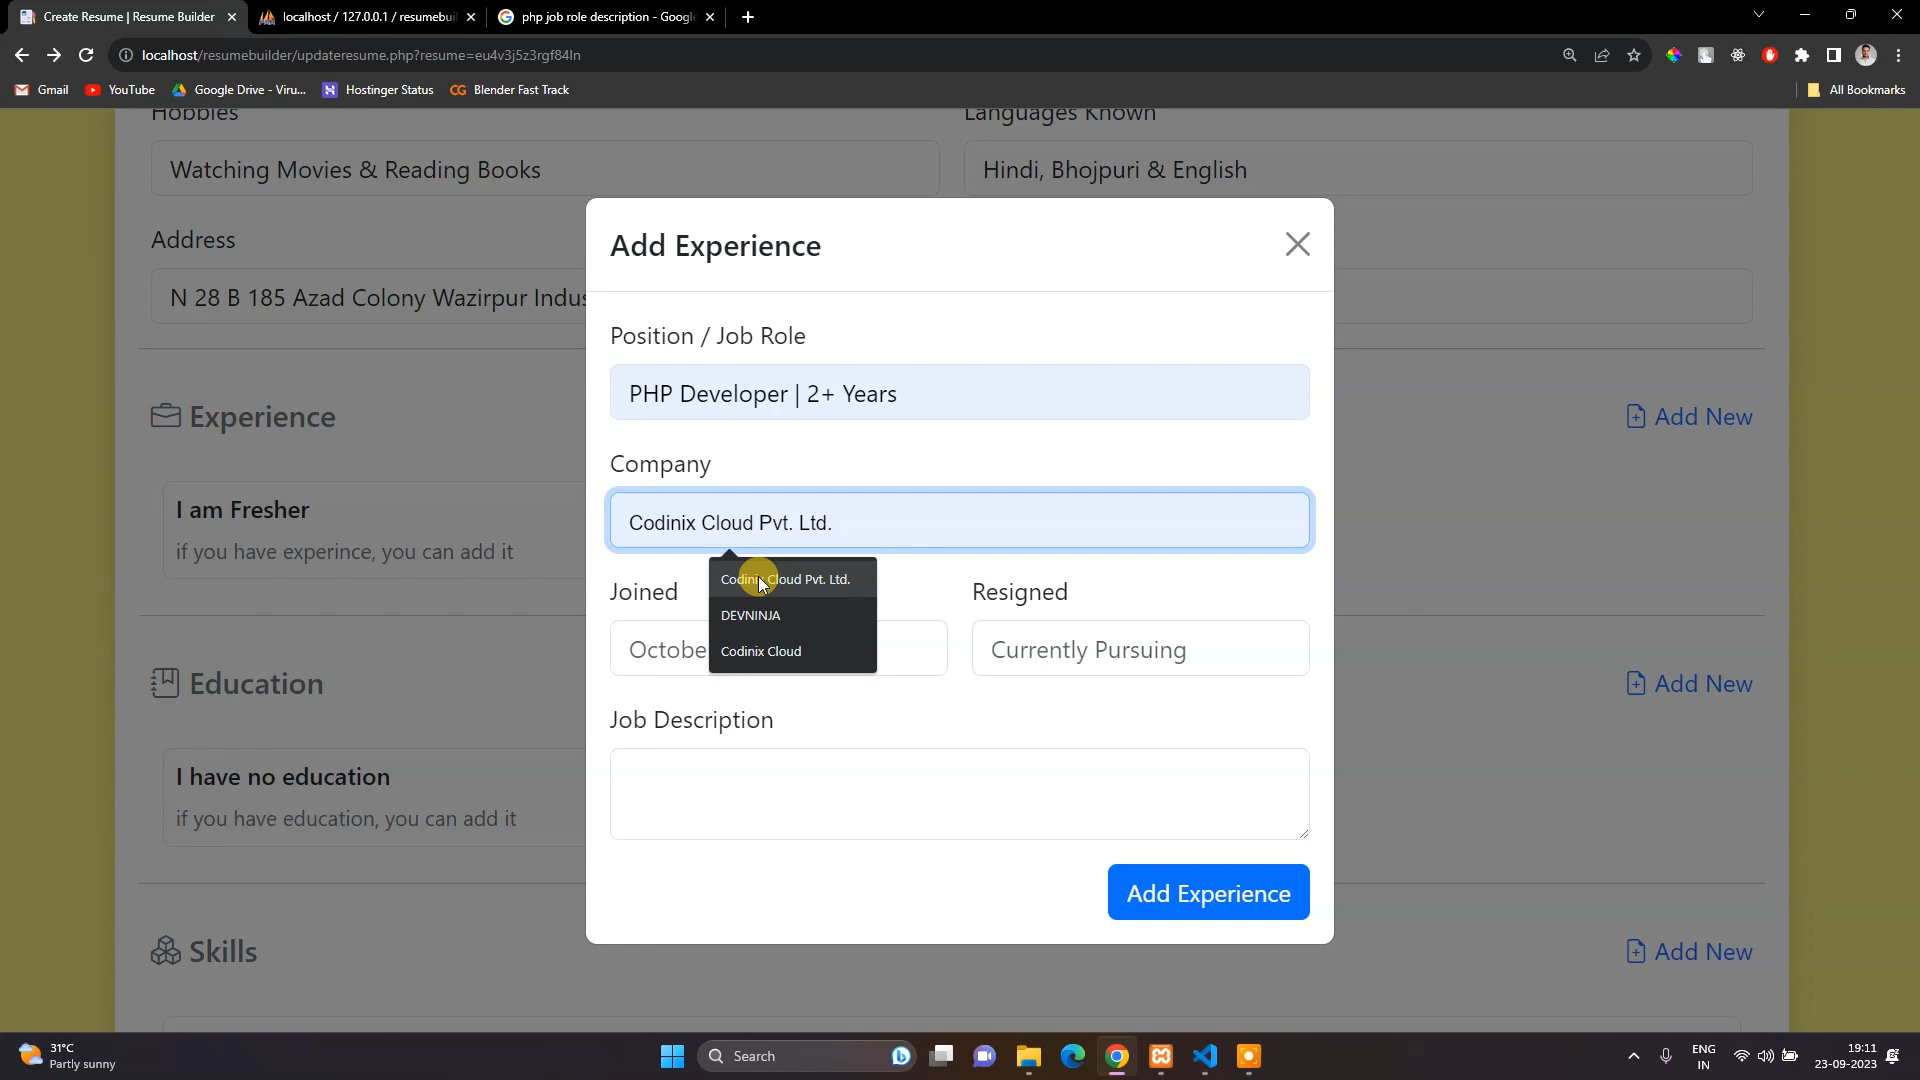 Create Resume | Resume Builder
localhost / 127.0.0.1 / resumebuil
php job role description - Google
localhost/resumebuilder/updateresume.php?resume=eu4v3j5z3rgf84ln
Gmail
YouTube
Google Drive - Viru...
Hostinger Status
Blender Fast Track
All Bookmarks
Hobbies
Languages Known
Watching Movies & Reading Books
Hindi, Bhojpuri & English
Add Experience
Address
N 28 B 185 Azad Colony Wazirpur Indus
Position / Job Role
PHP Developer | 2+ Years
Experience
Add New
Company
I am Fresher
Codinix Cloud Pvt. Ltd.
if you have experince, you can add it
Codinix Cloud Pvt. Ltd.
DEVNINJA
Codinix Cloud
Joined
Resigned
Octobe
Currently Pursuing
Education
Add New
Job Description
I have no education
if you have education, you can add it
Add Experience
Skills
Add New
31°C
Partly sunny
Search
ENG
IN
19:11
23-09-2023